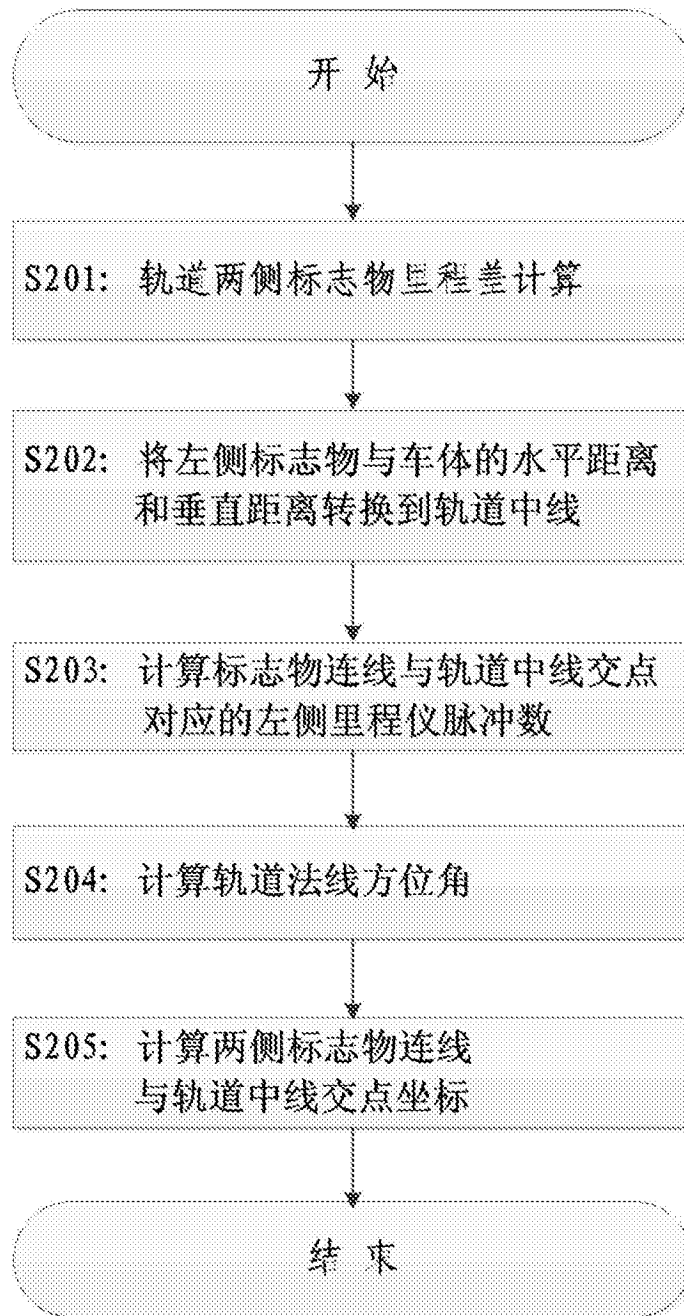 开 始
S201: 轨道两侧标志物里程差计算
S202: 将左侧标志物与车体的水平距离
和垂直距离转换到轨道中线
S203: 计算标志物连线与轨道中线交点
对应的左侧里程仪脉冲数
S204: 计算轨道法线方位角
S205: 计算两侧标志物连线
与轨道中线交点坐标
结 束